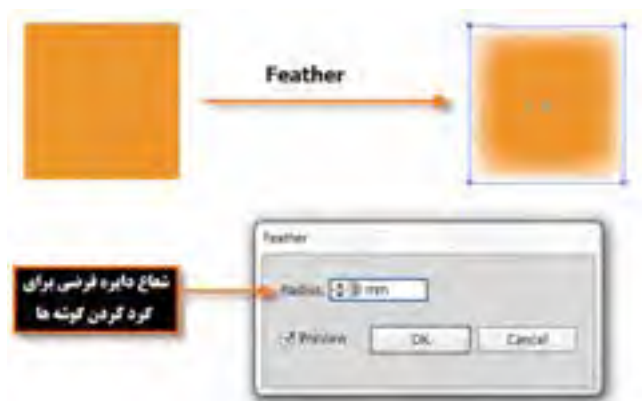 Feather
Feather
شعاع دایره فرضی برای
گرد کردن گوشه ها
Radius: mm
Preview
OK
Cancel